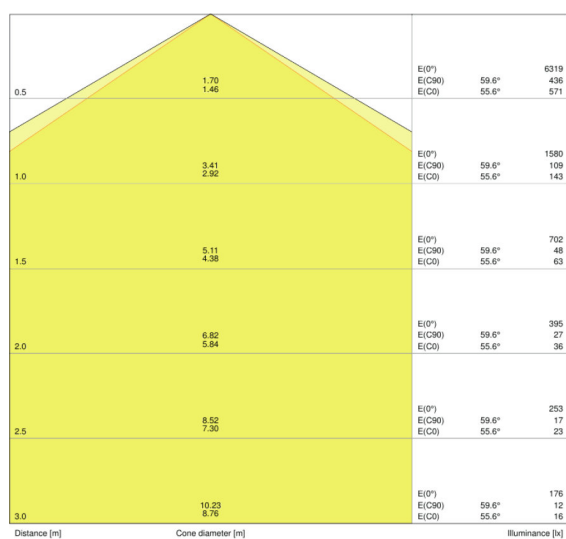 E(0°) 6319
1.70 E(C90) 59.6° 436
0.5 1.46 E(C0) 55.6° 571
E(0°) 1580
3.41 E(C90) 59.6° 109
1.0 2.92 E(C0) 55.6° 143
E(0°) 702
5.11 E(C90) 59.6° 48
1.5 4.38 E(C0) 55.6° 63
E(0°) 395
6.82 E(C90) 59.6° 27
2.0 5.84 E(C0) 55.6° 36
E(0°) 253
8.52 E(C90) 59.6° 17
2.5 7.30 E(C0) 55.6° 23
E(0°) 176
10.23 E(C90) 59.6° 12
3.0 8.76 E(C0) 55.6° 16
Distance [m] Cone diameter [m] Illuminance [lx]